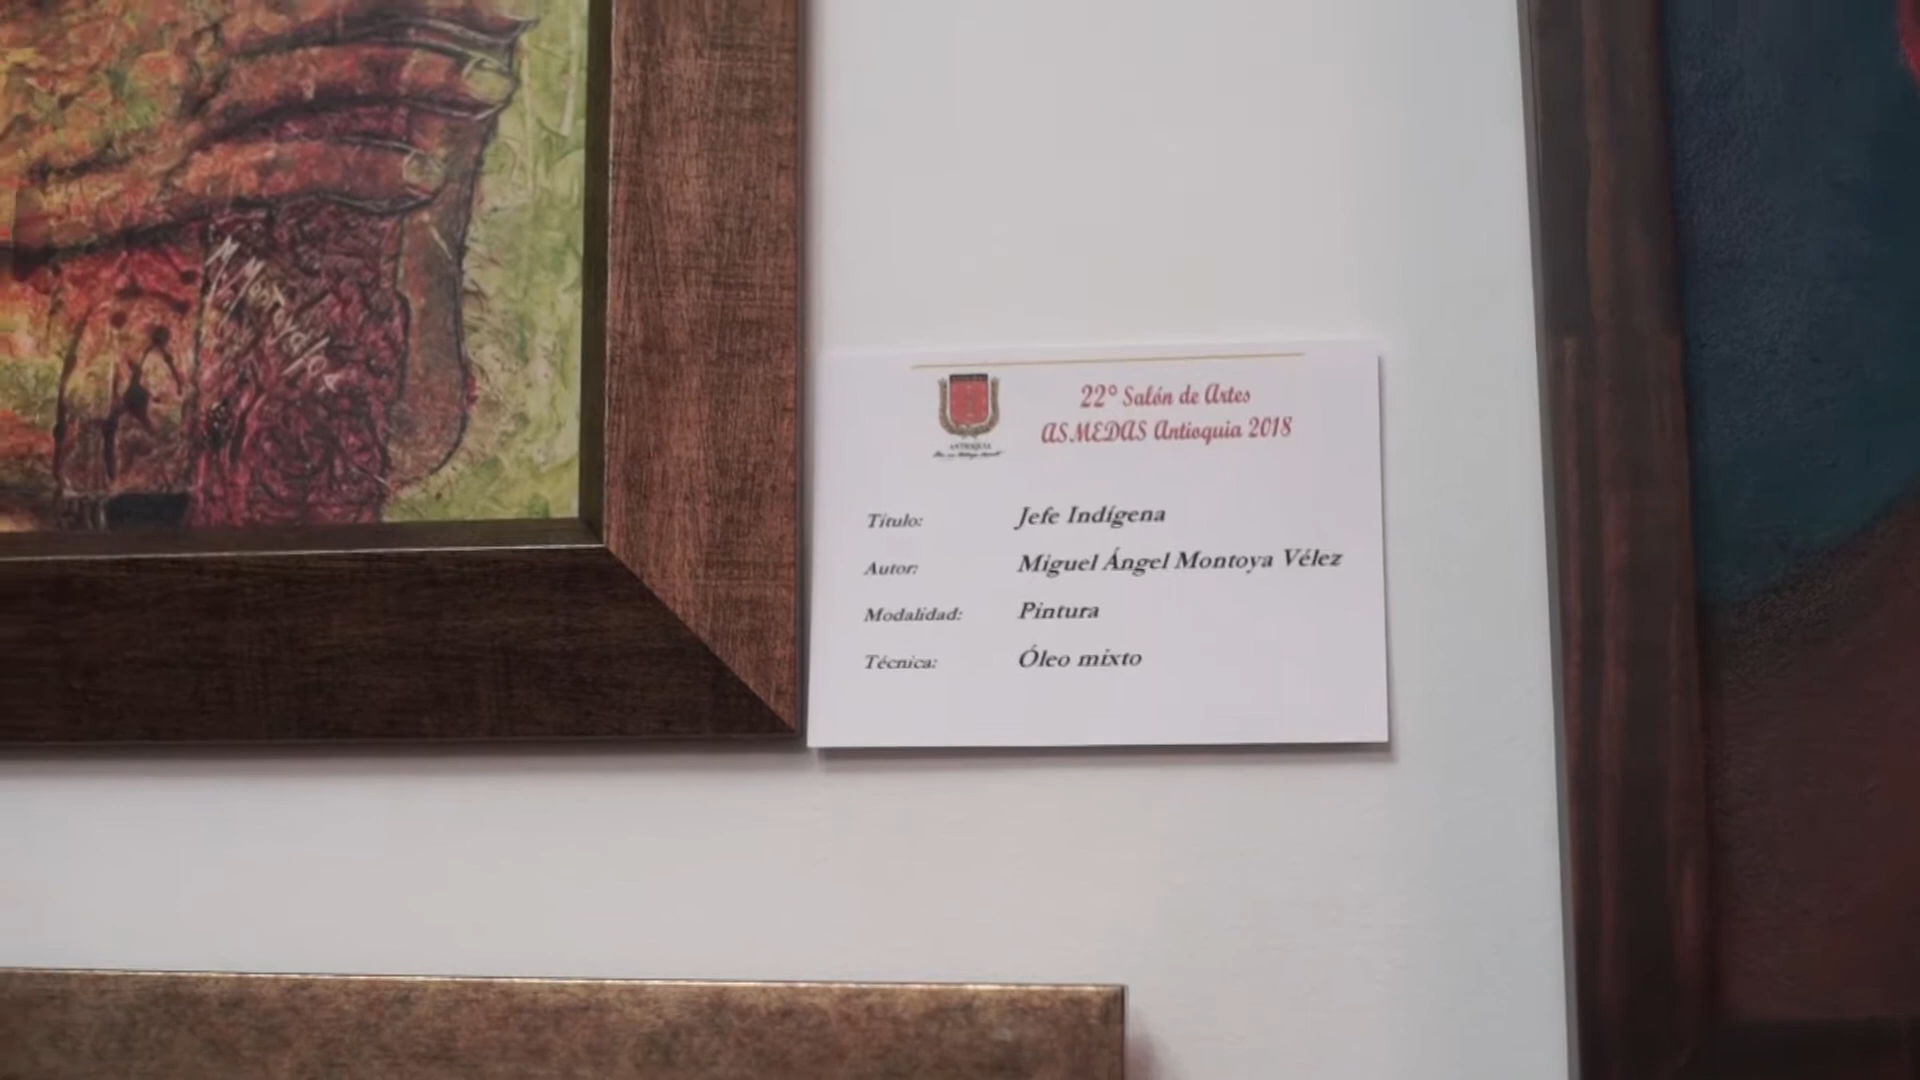 22° Salón de Artes
ASMEDAS Antioquia 2018
ANTIOQUIA
Título: Jefe Indígena
Autor: Miguel Ángel Montoya Vélez
Modalidad: Pintura
Técnica: Óleo mixto